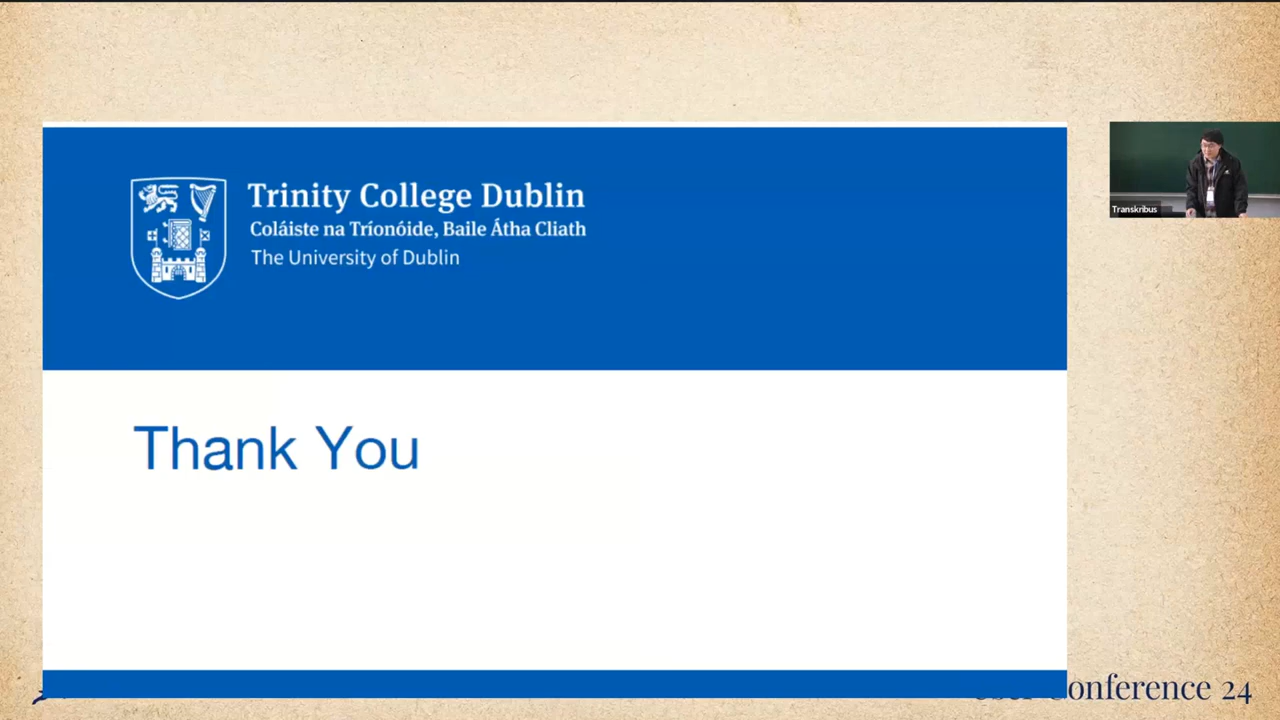 Trinity College Dublin
Coláiste na Tríonóide, Baile Átha Cliath
The University of Dublin
Transkribus
Thank You
Conference 24